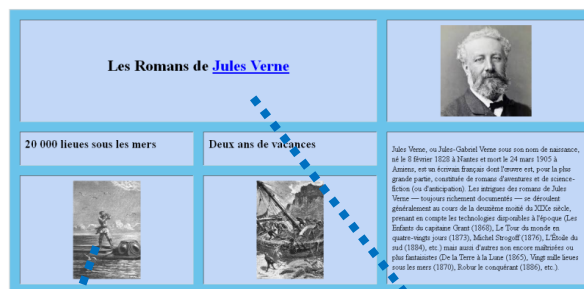 Les Romans de Jules Verne
20 000 lieues sous les mers
Deux ans de vacances
Jules Verne, ou Jules-Gabriel Verne sous son nom de naissance,
né le 8 février 1828 à Nantes et mort le 24 mars 1905 à
Amiens, est un écrivain français dont l'œuvre est, pour la plus
grande partie, constituée de romans d'aventures et de science-
fiction (ou d'anticipation). Les intrigues des romans de Jules
Verne — toujours richement documentés — se déroulent
généralement au cours de la deuxième moitié du XIXe siècle,
prenant en compte les technologies disponibles à l'époque (Les
Enfants du capitaine Grant (1868), Le Tour du monde en
quatre-vingts jours (1873), Michel Strogoff (1876), L'Étoile du
sud (1884), etc.) mais aussi d'autres non encore maîtrisées ou
plus fantaisistes (De la Terre à la Lune (1865), Vingt mille lieues
sous les mers (1870), Robur le conquérant (1886), etc.).